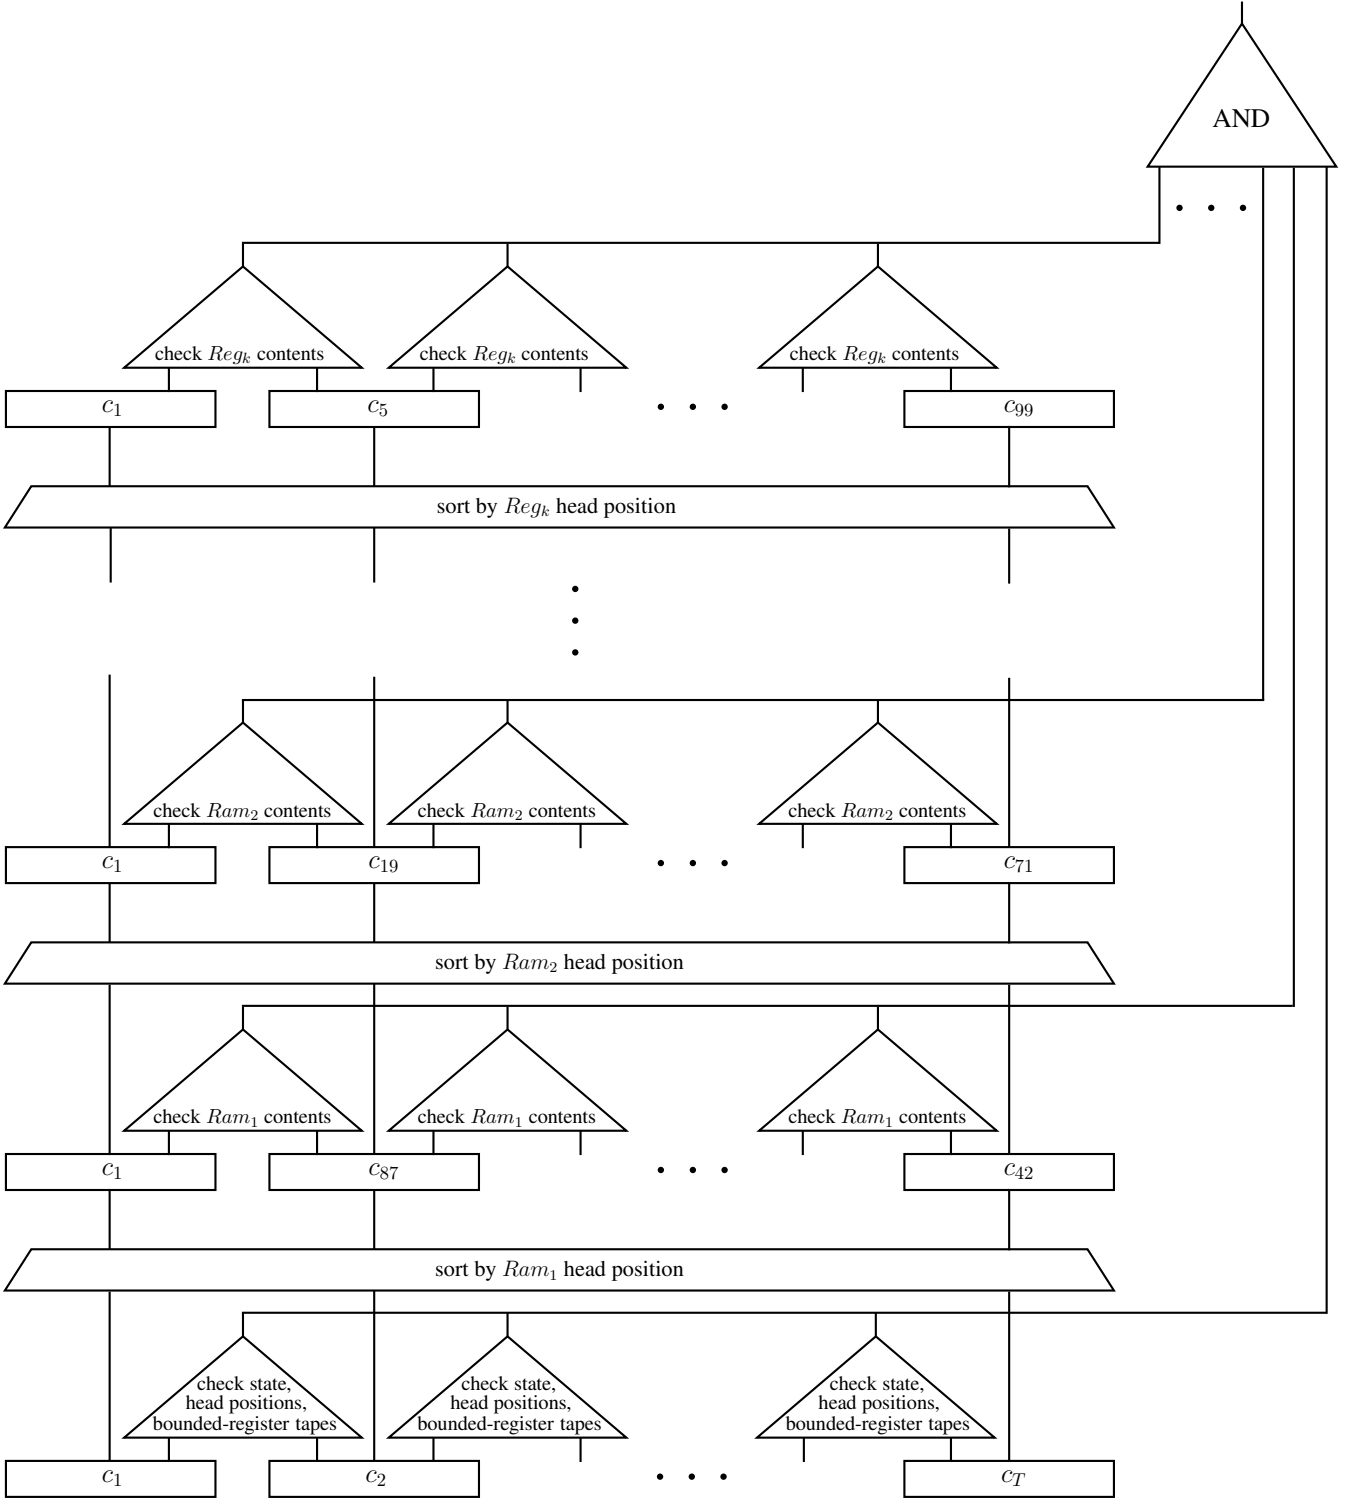 AND
check Reg_k contents check Reg_k contents check Reg_k contents
c_1 c_5 . . . c_99
sort by Reg_k head position
check Ram_2 contents check Ram_2 contents check Ram_2 contents
c_1 c_19 . . . c_71
sort by Ram_2 head position
check Ram_1 contents check Ram_1 contents check Ram_1 contents
c_1 c_87 . . . c_42
sort by Ram_1 head position
check state,
head positions,
bounded-register tapes
check state,
head positions,
bounded-register tapes
check state,
head positions,
bounded-register tapes
c_1 c_2 . . . c_T